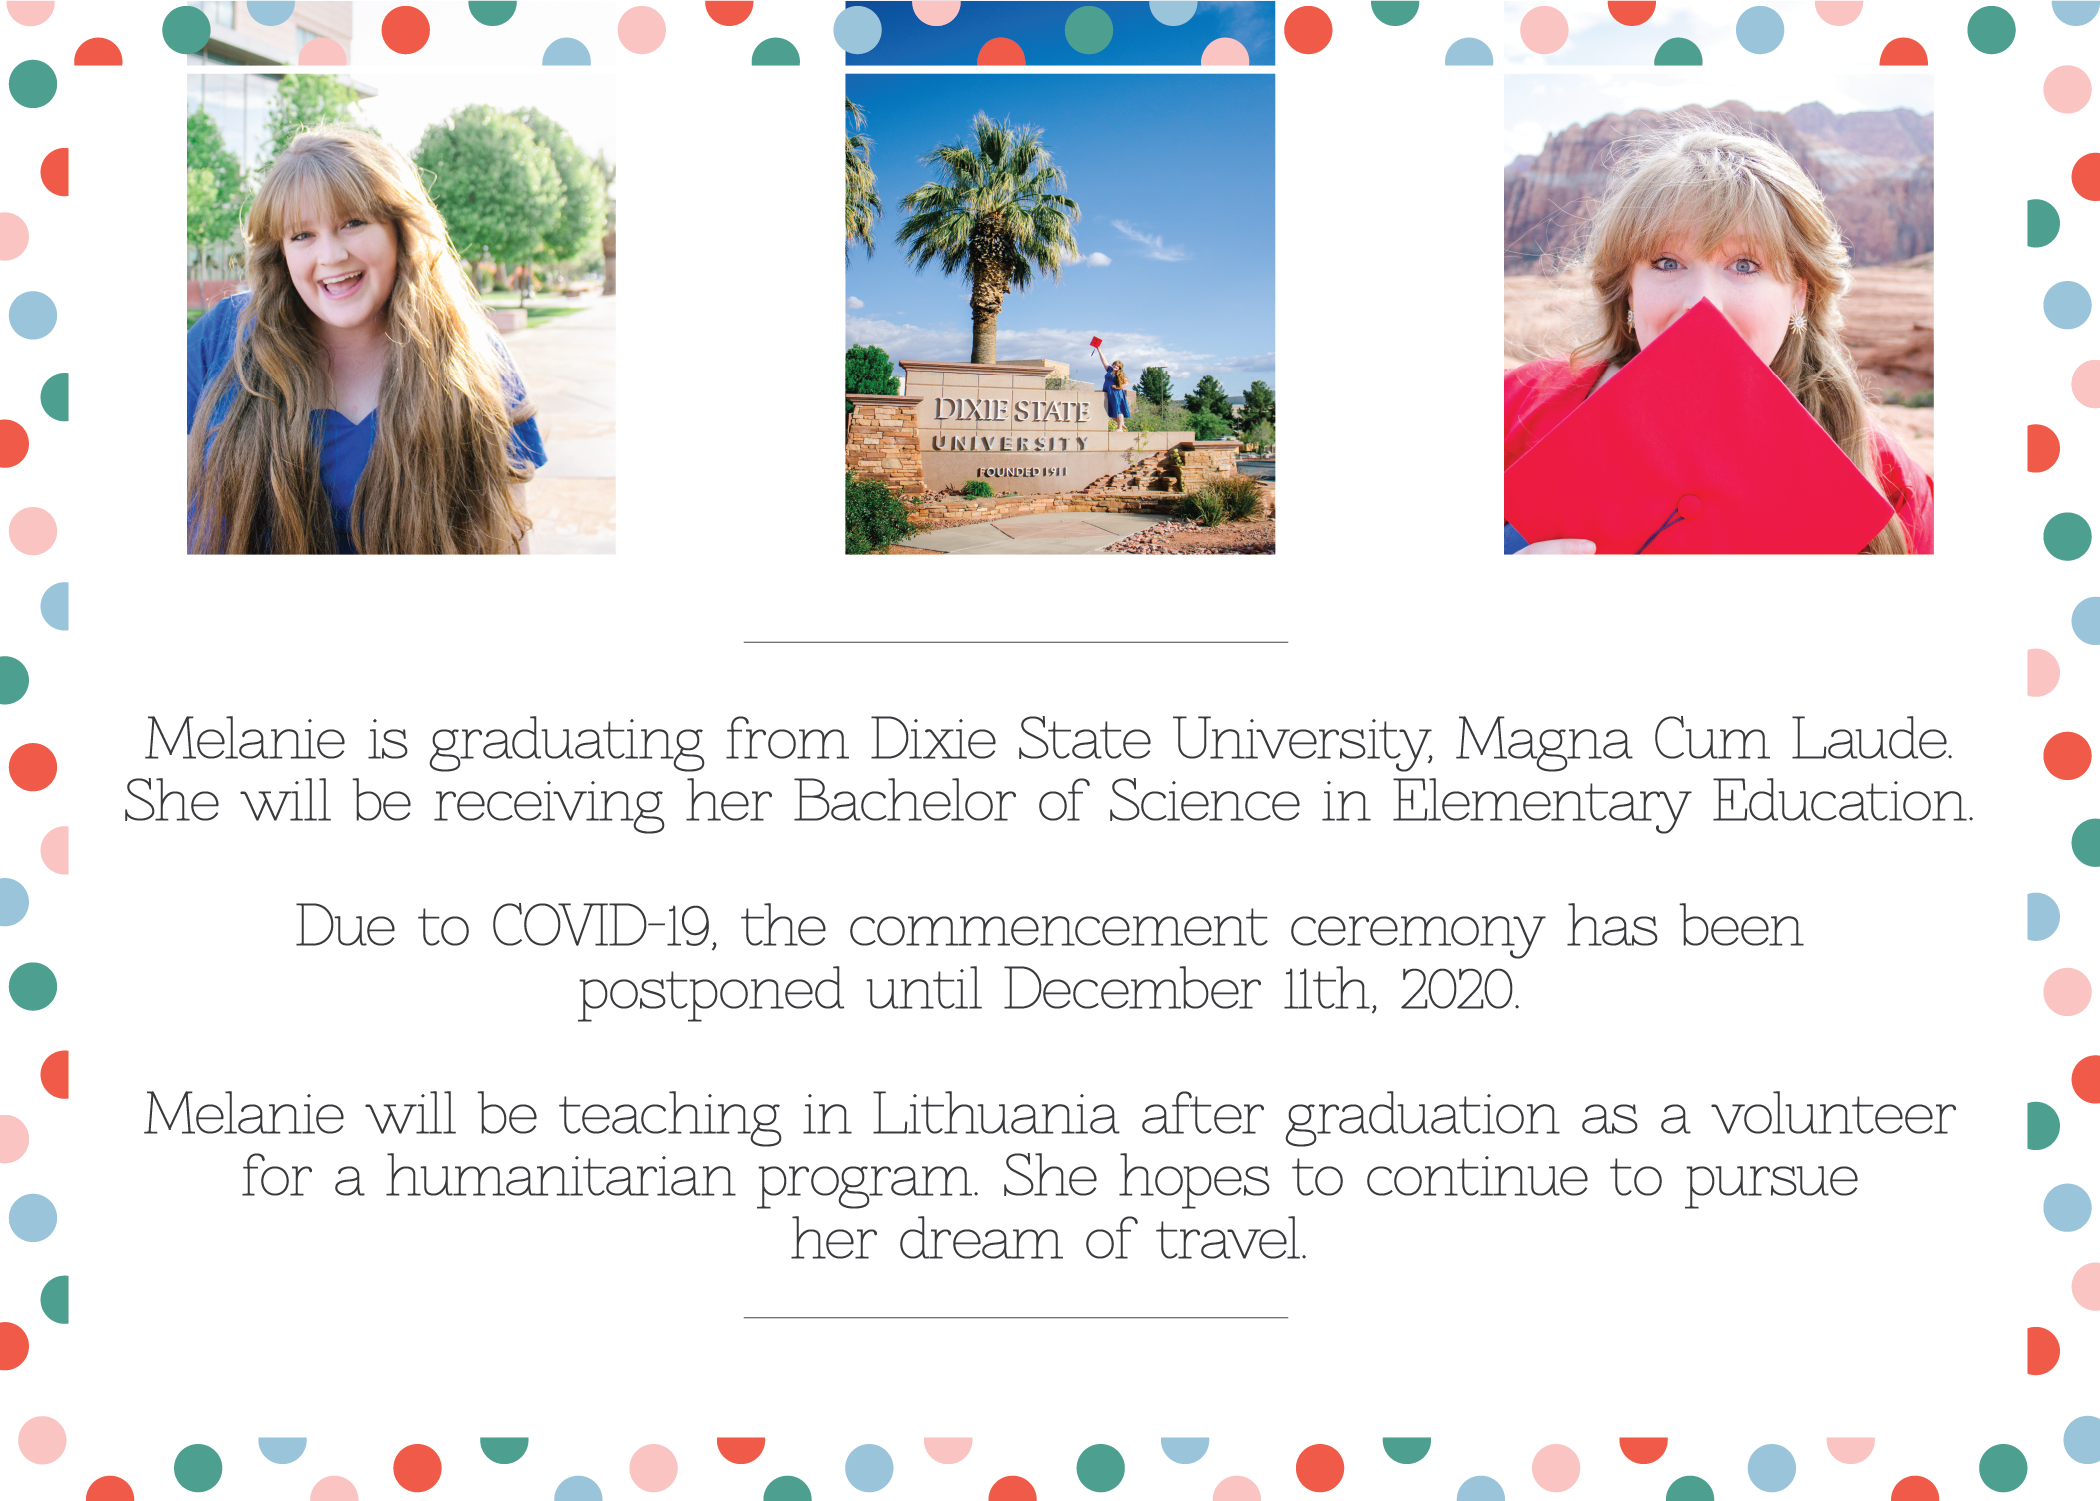 DIXIE STATE
UNIVERSITY
FOUNDED 1911
Melanie is graduating from Dixie State University, Magna Cum Laude.
She will be receiving her Bachelor of Science in Elementary Education.
Due to COVID-19, the commencement ceremony has been
postponed until December 11th, 2020.
Melanie will be teaching in Lithuania after graduation as a volunteer
for a humanitarian program. She hopes to continue to pursue
her dream of travel.